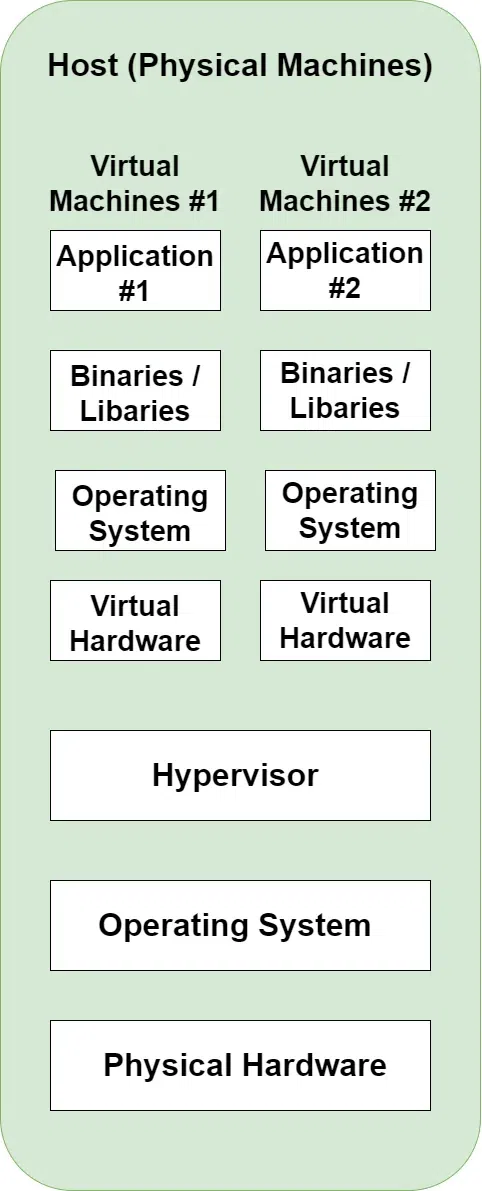 Host (Physical Machines)
Virtual
Machines #1
Virtual
Machines #2
Application
#1
Application
#2
Binaries /
Libaries
Binaries /
Libaries
Operating
System
Operating
System
Virtual
Hardware
Virtual
Hardware
Hypervisor
Operating System
Physical Hardware